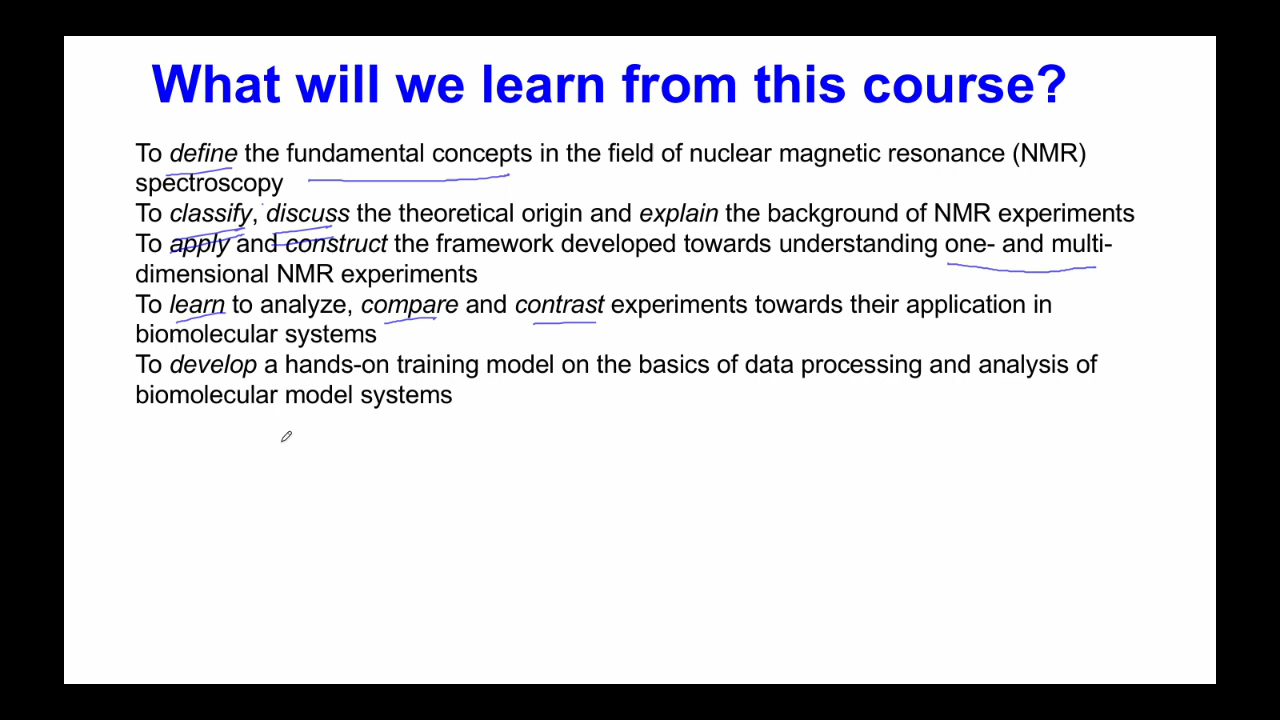 What will we learn from this course?
To define the fundamental concepts in the field of nuclear magnetic resonance (NMR)
spectroscopy
To classify, discuss the theoretical origin and explain the background of NMR experiments
To apply and construct the framework developed towards understanding one- and multi-
dimensional NMR experiments
To learn to analyze, compare and contrast experiments towards their application in
biomolecular systems
To develop a hands-on training model on the basics of data processing and analysis of
biomolecular model systems